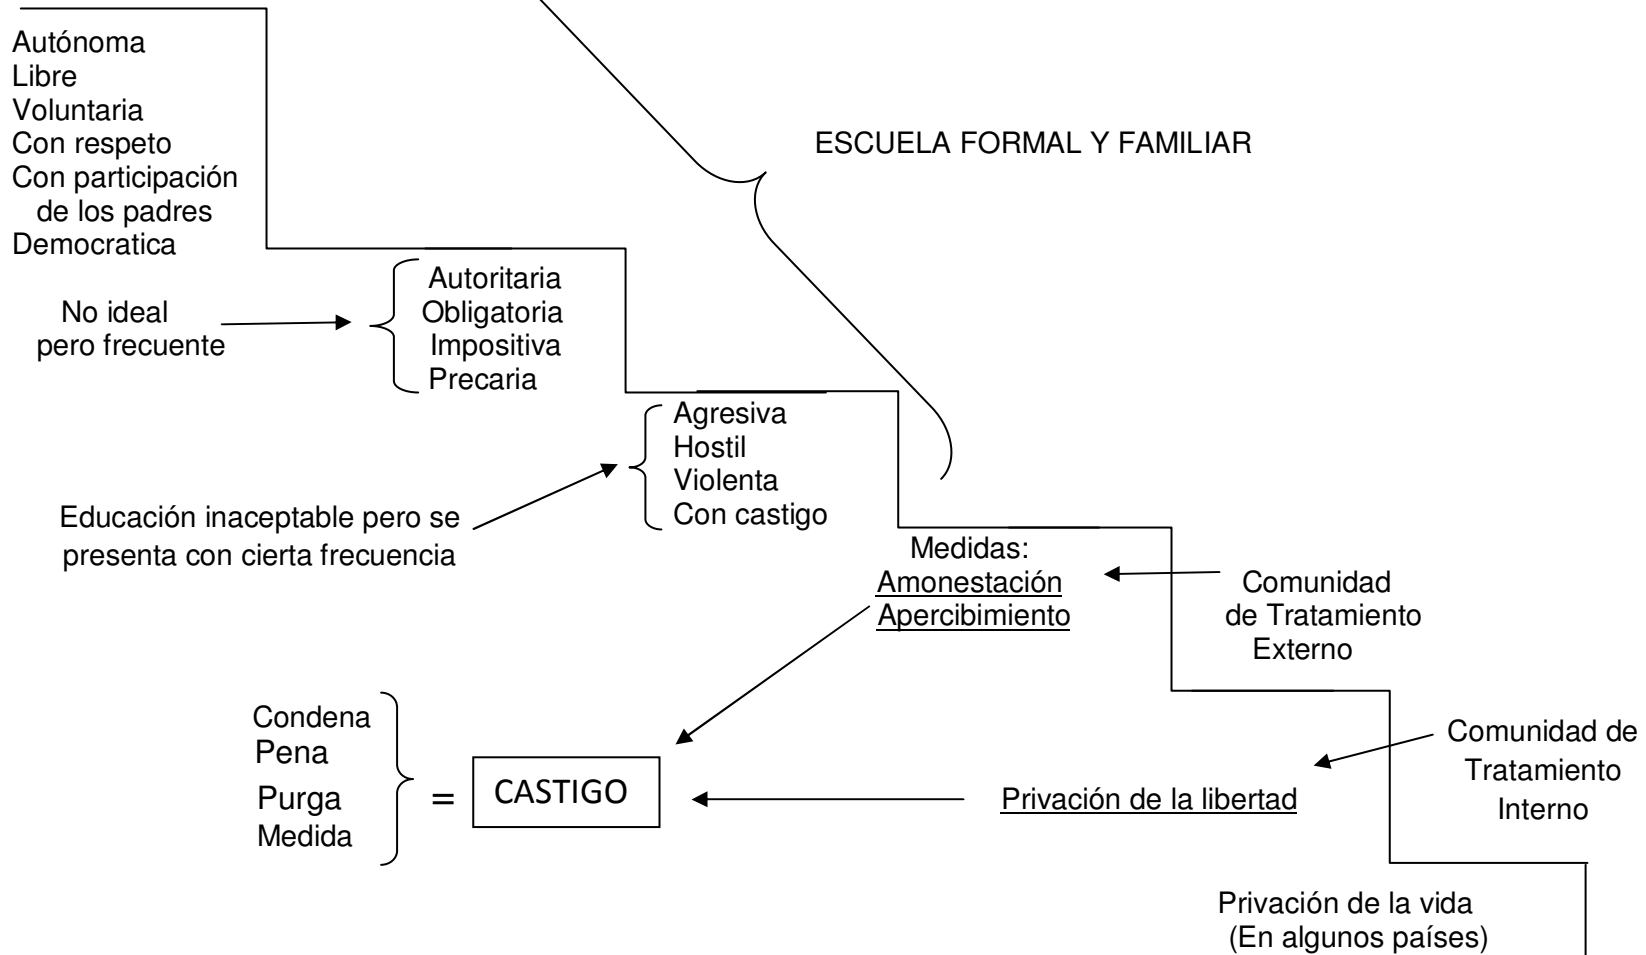 Autónoma
Libre
Voluntaria
Con respeto
Con participación
de los padres
Democratica
ESCUELA FORMAL Y FAMILIAR
No ideal
pero frecuente
Autoritaria
Obligatoria
Impositiva
Precaria
Agresiva
Hostil
Violenta
Con castigo
Educación inaceptable pero se
presenta con cierta frecuencia
Medidas:
Amonestación
Apercibimiento
Comunidad
de Tratamiento
Externo
Condena
Pena
Purga
Medida
=
CASTIGO
Privación de la libertad
Comunidad de
Tratamiento
Interno
Privación de la vida
(En algunos países)